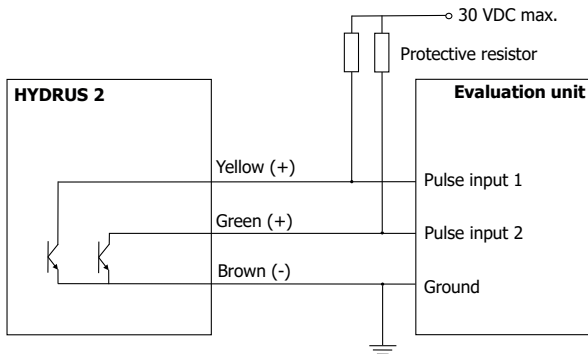 30 VDC max.
Protective resistor
HYDRUS 2
Evaluation unit
Yellow (+)
Pulse input 1
Green (+)
Pulse input 2
Brown (-)
Ground